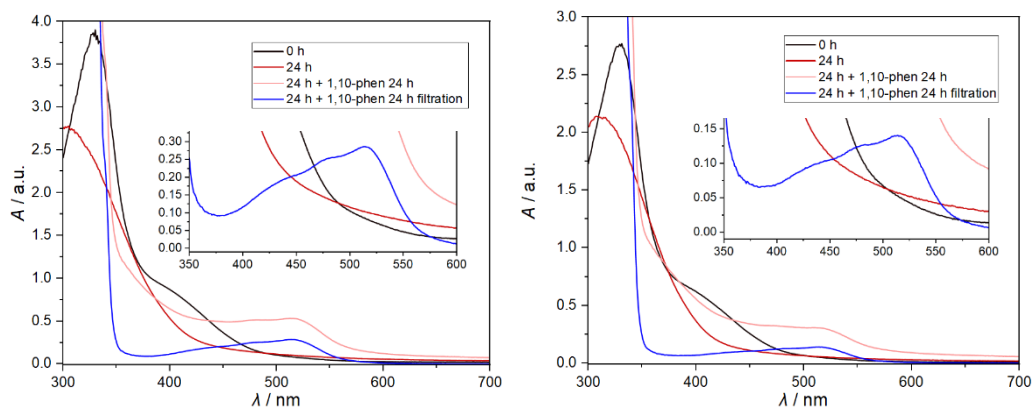 4.0
3.5
3.0
2.5
2.0
1.5
1.0
0.5
0.0
A / a.u.
0 h
24 h
24 h + 1,10-phen 24 h
24 h + 1,10-phen 24 h filtration
0.30
0.25
0.20
0.15
0.10
0.05
0.00
350 400 450 500 550 600
300 400 500 600 700
λ / nm
3.0
2.5
2.0
1.5
1.0
0.5
0.0
A / a.u.
0 h
24 h
24 h + 1,10-phen 24 h
24 h + 1,10-phen 24 h filtration
0.15
0.10
0.05
0.00
350 400 450 500 550 600
300 400 500 600 700
λ / nm